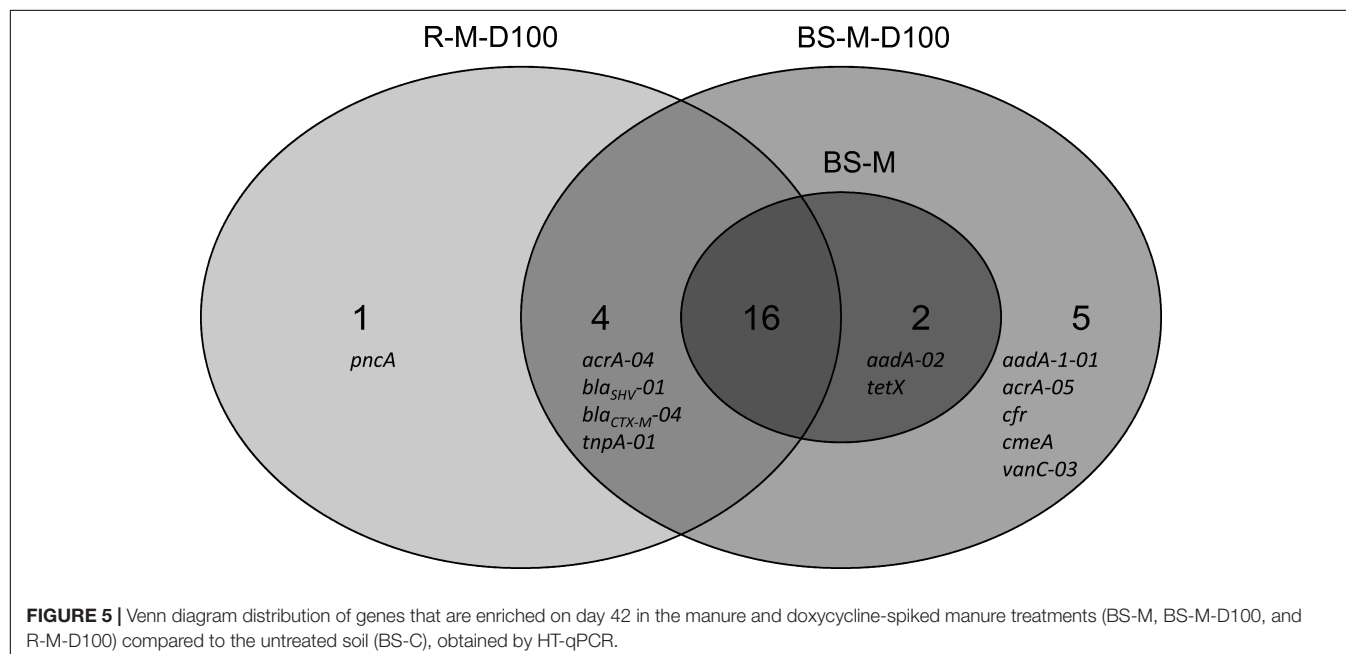 R-M-D100
BS-M-D100
BS-M
1
4
16
2
5
pncA
acrA-04
blaSHV-01
blaCTX-M-04
tnpA-01
aadA-02
tetX
aadA-1-01
acrA-05
cfr
cmeA
vanC-03
FIGURE 5 | Venn diagram distribution of genes that are enriched on day 42 in the manure and doxycycline-spiked manure treatments (BS-M, BS-M-D100, and
R-M-D100) compared to the untreated soil (BS-C), obtained by HT-qPCR.